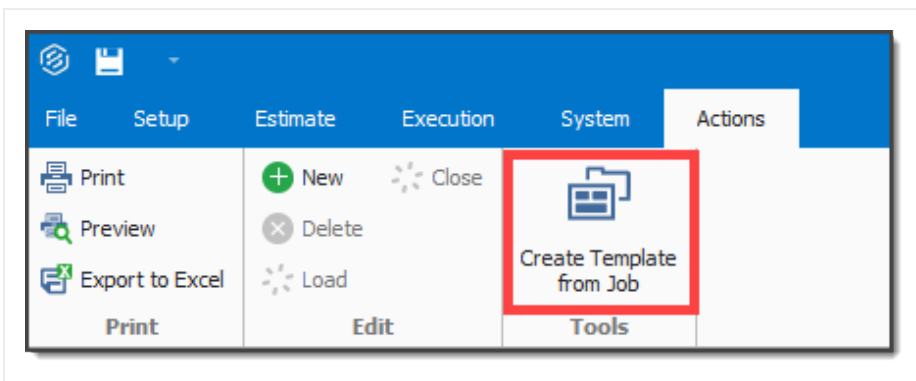 File Setup Estimate Execution System Actions
Print New Close
Preview Delete
Export to Excel Load
Create Template
from Job
Print Edit Tools